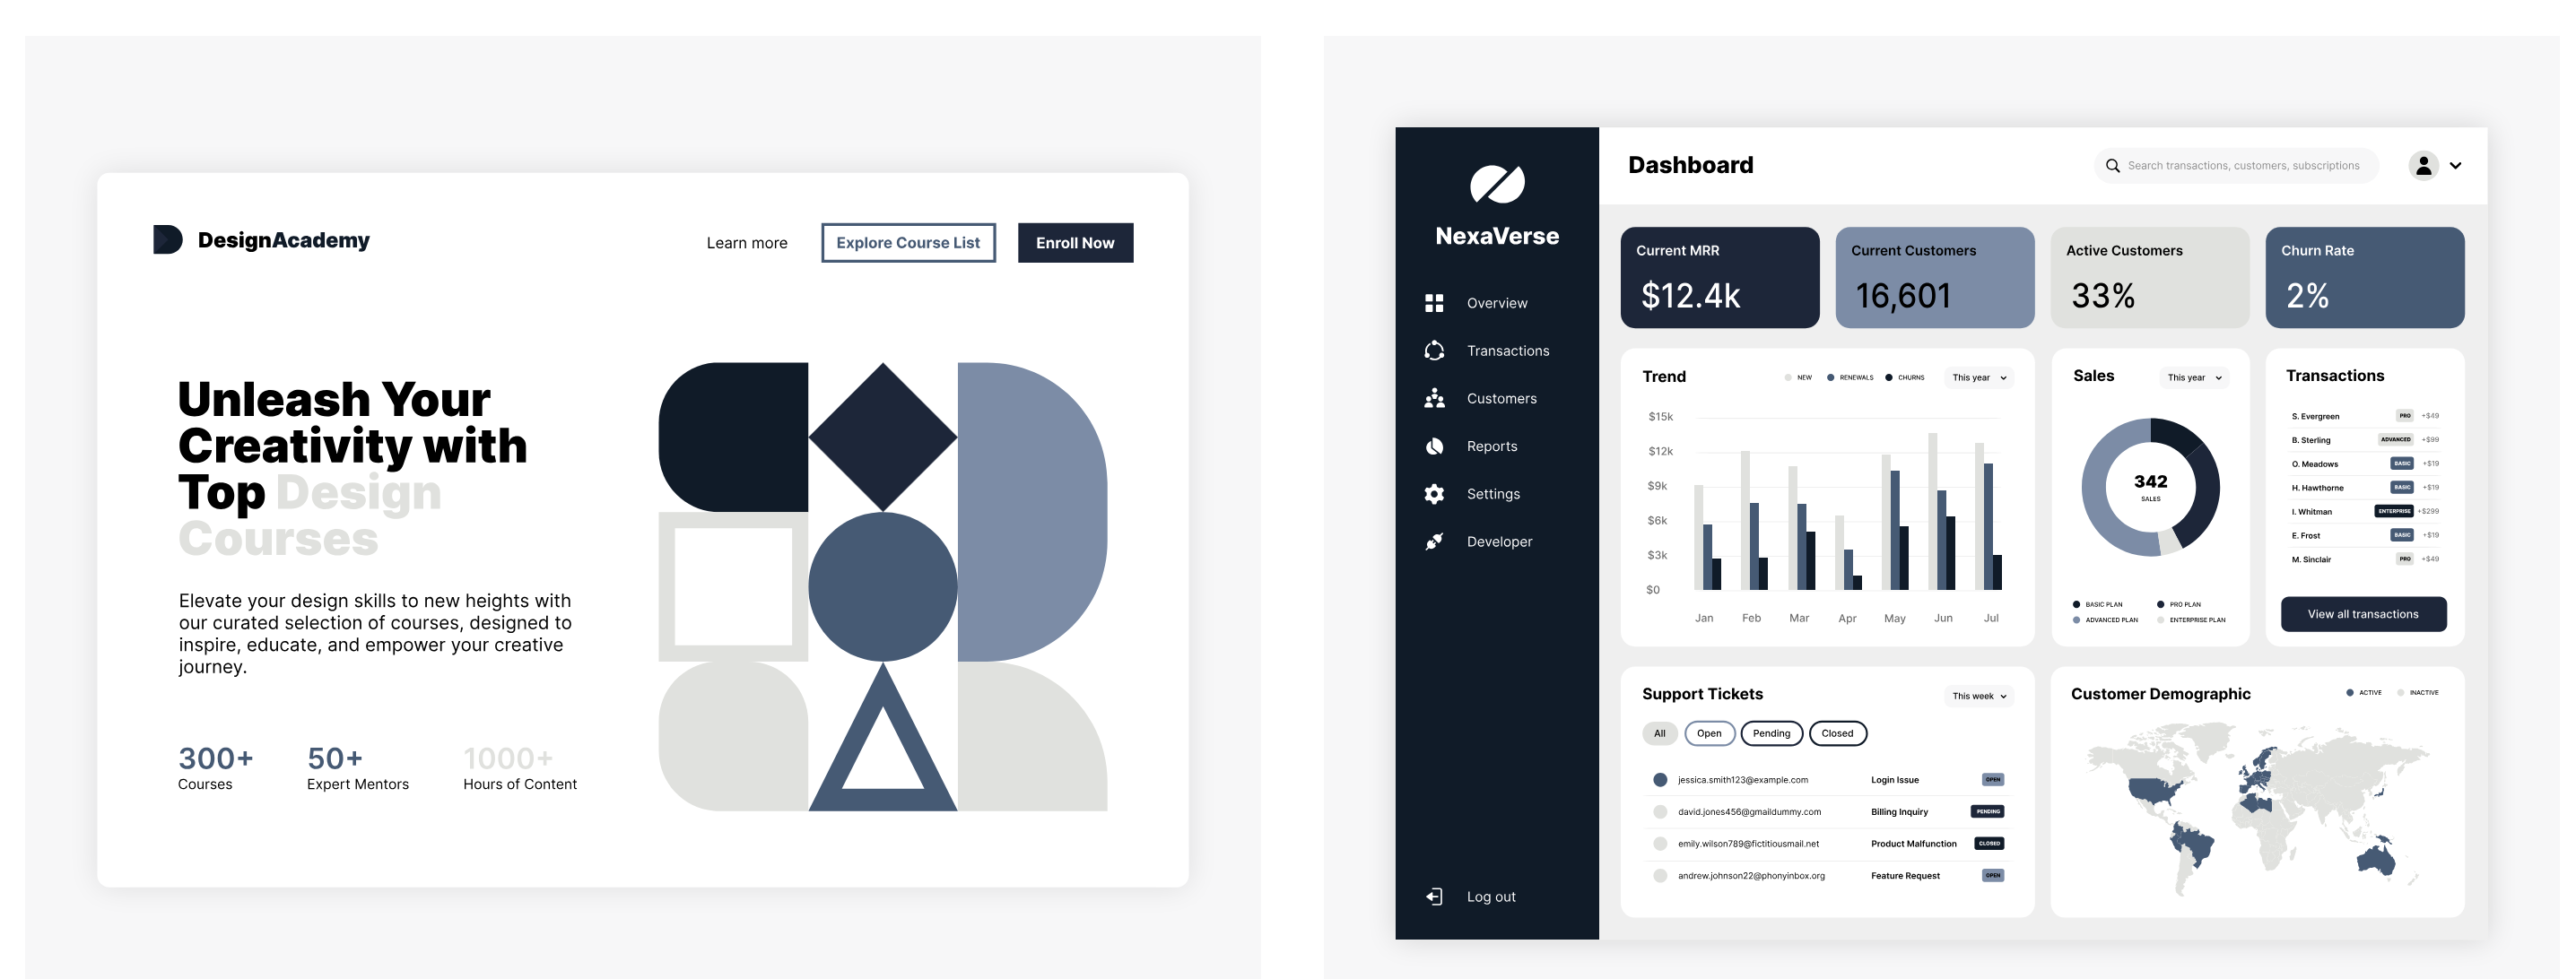 DesignAcademy
Learn more
Explore Course List
Enroll Now
Unleash Your
Creativity with
Top Design
Courses
Elevate your design skills to new heights with
our curated selection of courses, designed to
inspire, educate, and empower your creative
journey.
300+
Courses
50+
Expert Mentors
1000+
Hours of Content
NexaVerse
Overview
Transactions
Customers
Reports
Settings
Developer
Log out
Dashboard
Search transactions, customers, subscriptions
Current MRR
$12.4k
Current Customers
16,601
Active Customers
33%
Churn Rate
2%
Trend
NEW
RENEWALS
CHURNS
This year
$15k
$12k
$9k
$6k
$3k
$0
Jan Feb Mar Apr May Jun Jul
Sales
This year
342
SALES
BASIC PLAN
PRO PLAN
ADVANCED PLAN
ENTERPRISE PLAN
Transactions
S. Evergreen PRO +$49
B. Sterling ADVANCED +$99
O. Meadows BASIC +$19
H. Hawthorne BASIC +$19
I. Whitman ENTERPRISE +$299
E. Frost BASIC +$19
M. Sinclair PRO +$49
View all transactions
Support Tickets
This week
All
Open
Pending
Closed
jessica.smith123@example.com Login Issue OPEN
david.jones456@gmaildummy.com Billing Inquiry PENDING
emily.wilson789@fictitiousmail.net Product Malfunction CLOSED
andrew.johnson22@phonyinbox.org Feature Request OPEN
Customer Demographic
ACTIVE
INACTIVE